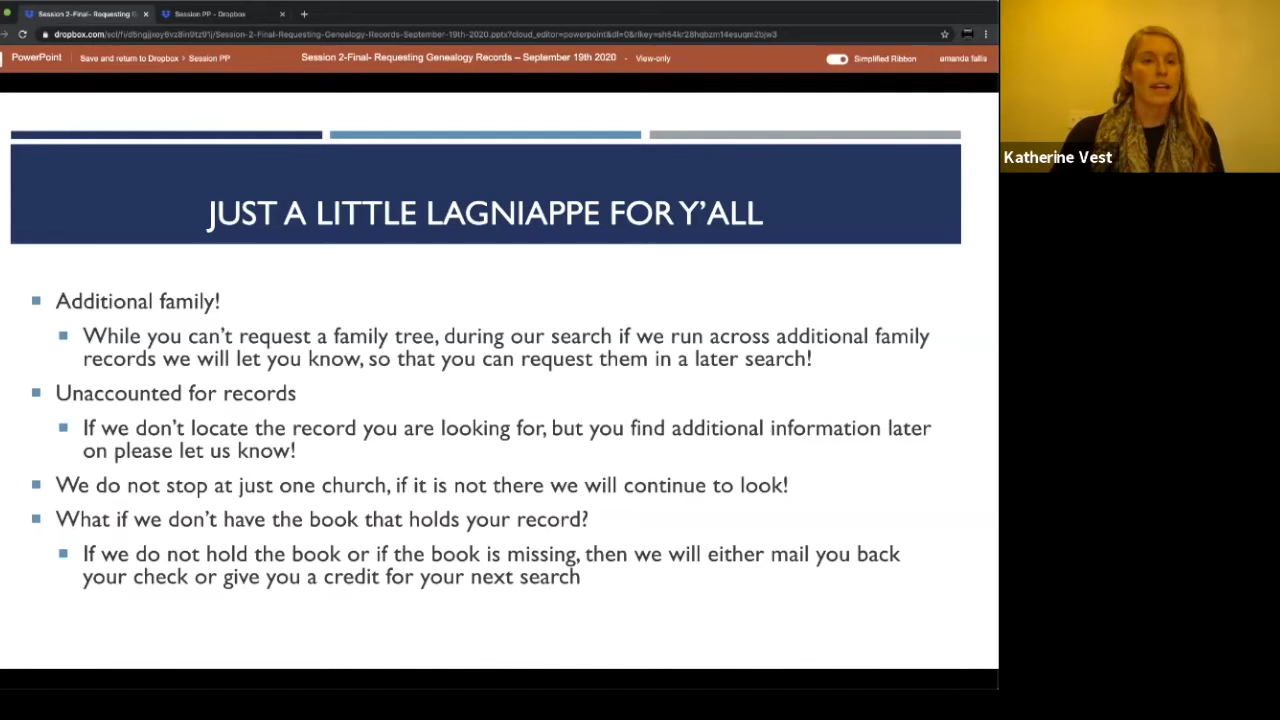 Session 2-Final- Requesting G
Session PP - Dropbox
PowerPoint
Save and return to Dropbox > Session PP
Session 2-Final- Requesting Genealogy Records – September 19th 2020 - View-only
Simplified Ribbon
amanda fallis
Katherine Vest
JUST A LITTLE LAGNIAPPE FOR Y'ALL
Additional family!
While you can't request a family tree, during our search if we run across additional family
records we will let you know, so that you can request them in a later search!
Unaccounted for records
If we don't locate the record you are looking for, but you find additional information later
on please let us know!
We do not stop at just one church, if it is not there we will continue to look!
What if we don't have the book that holds your record?
If we do not hold the book or if the book is missing, then we will either mail you back
your check or give you a credit for your next search